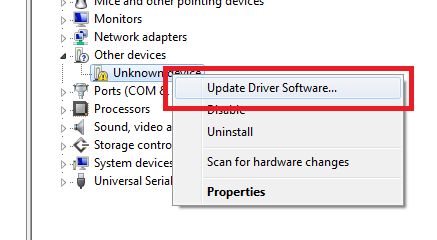 Mice and other pointing devices
Monitors
Network adapters
Other devices
Unknown device
Update Driver Software...
Ports (COM &
Disable
Processors
Uninstall
Sound, video a
Storage contro
Scan for hardware changes
System devices
Universal Serial
Properties